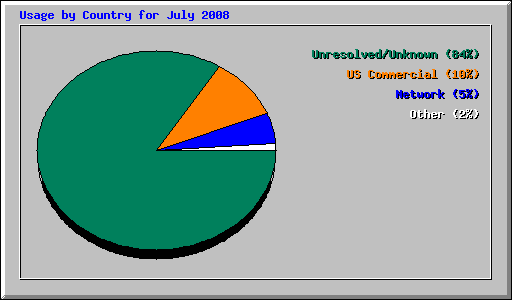 Usage by Country for July 2008
Unresolved/Unknown (84%)
US Commercial (10%)
Network (5%)
Other (2%)